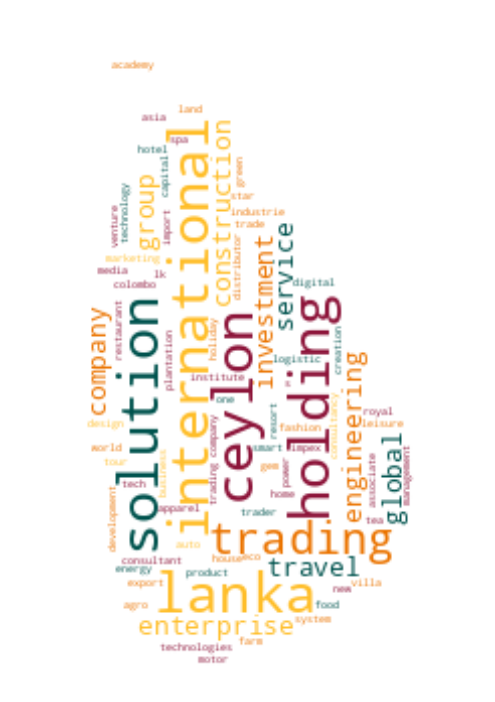 academy
land
asia
spa
hotel
international
construction
capital
green
group
technology
star
venture
import
industrie
trade
service
investment
distributor
marketing
media
lk
colombo
digital
holding
solution
restaurant
company
ceylon
holiday
plantation
creation
logistic
engineering
institute
p
one
resort
consultancy
royal
leisure
design
fashion
trading
company
global
world
smart
impex
business
tour
gem
power
associate
management
tech
home
development
apparel
trader
tea
trading
auto
house
eco
consultant
energy
product
travel
export
lanka
new
villa
agro
food
enterprise
system
farm
technologies
motor